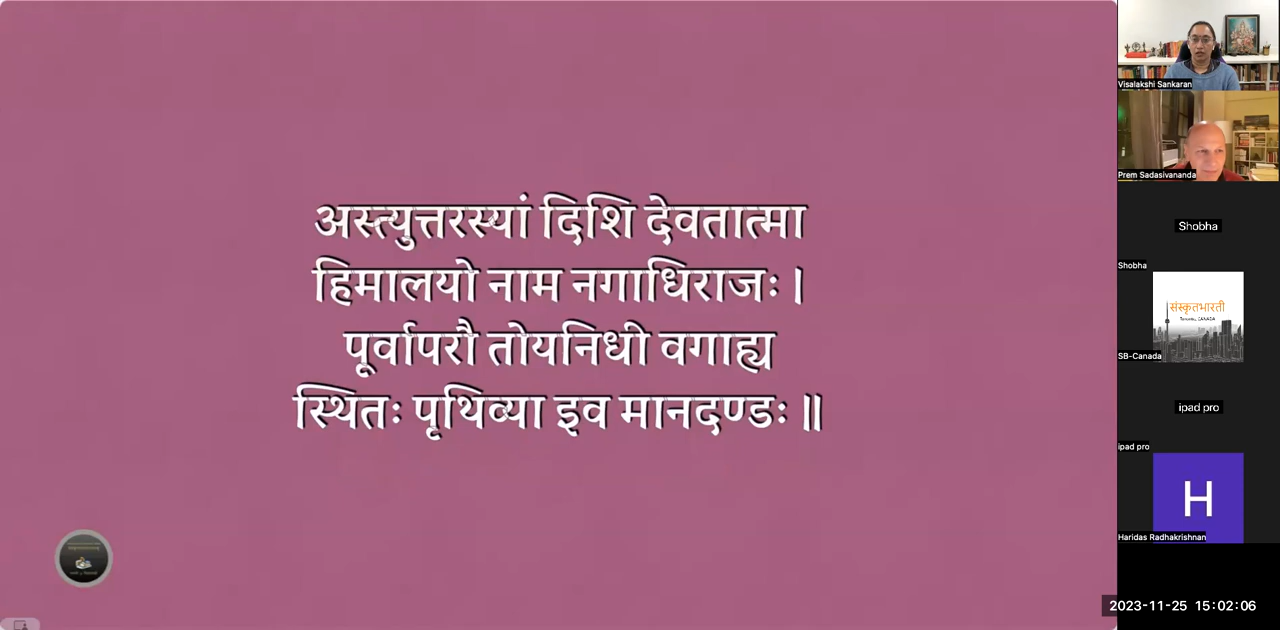 अस्त्युत्तरस्यां दिशि देवतात्मा
हिमालयो नाम नगाधिराजः ।
पूर्वापरौ तोयनिधी वगाह्य
स्थितः पृथिव्या इव मानदण्डः ॥
Visalakshi Sankaran
Prem Sadasivananda
Shobha
Shobha
संस्कृतभारती
CANADA
SB-Canada
ipad pro
ipad pro
H
Haridas Radhakrishnan
2023-11-25 15:02:06